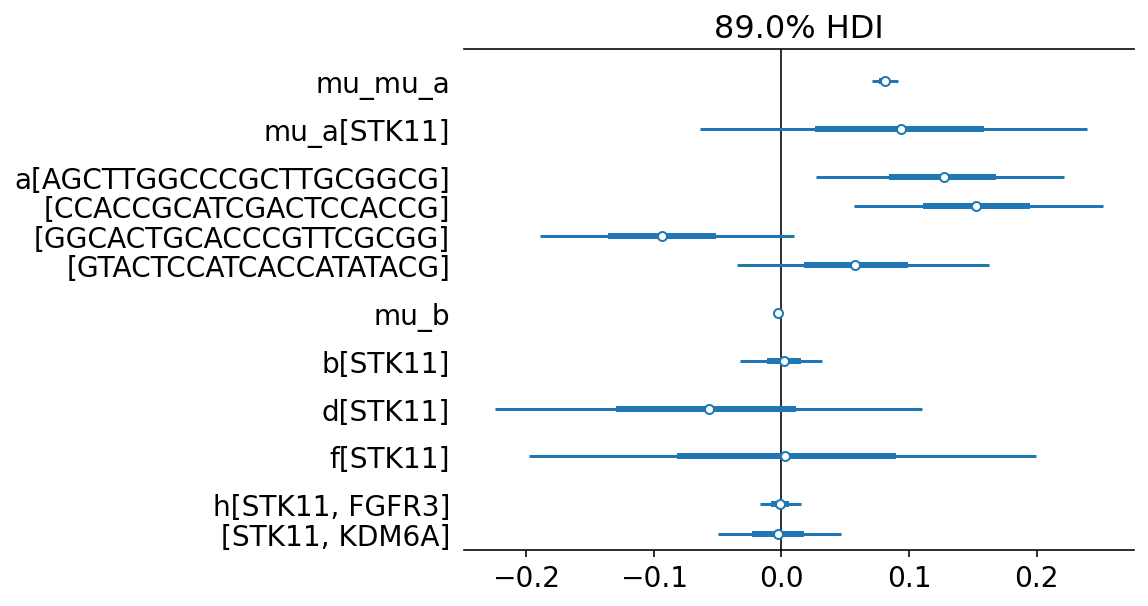 89.0% HDI
mu_mu_a
mu_a[STK11]
a[AGCTTGGCCCGCTTGCGGCG]
[CCACCGCATCGACTCCACCG]
[GGCACTGCACCCGTTCGCGG]
[GTACTCCATCACCATATACG]
mu_b
b[STK11]
d[STK11]
f[STK11]
h[STK11, FGFR3]
[STK11, KDM6A]
−0.2 −0.1 0.0 0.1 0.2